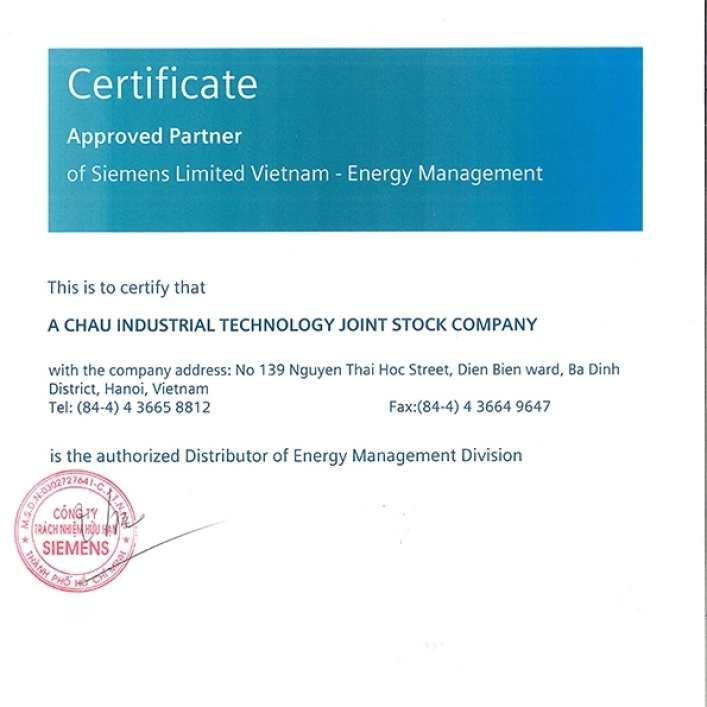 Certificate
Approved Partner
of Siemens Limited Vietnam - Energy Management
This is to certify that
A CHAU INDUSTRIAL TECHNOLOGY JOINT STOCK COMPANY
with the company address: No 139 Nguyen Thai Hoc Street, Dien Bien ward, Ba Dinh
District, Hanoi, Vietnam
Tel: (84-4) 4 3665 8812 Fax:(84-4) 4 3664 9647
is the authorized Distributor of Energy Management Division
M.S.D.N:0302727641-C.T.T.N.H.H
CÔNG TY
TRÁCH NHIỆM HỮU HẠN
SIEMENS
THÀNH PHỐ HỒ CHÍ MINH